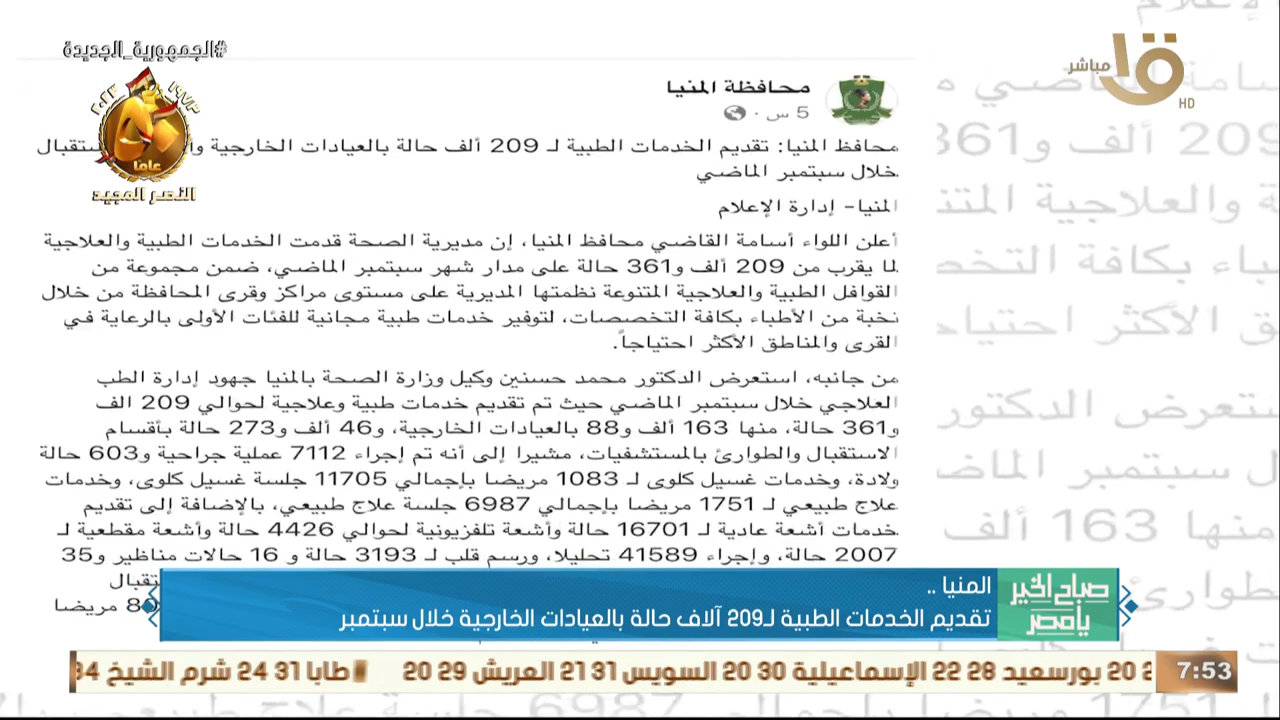 #الجمهورية_الجديدة
١٩٧٣ ٢٠٢٣
٥٠
عاما
النصر المجيد
مباشر
HD
محافظة المنيا
5 س ·
محافظ المنيا: تقديم الخدمات الطبية لـ 209 ألف حالة بالعيادات الخارجية
خلال سبتمبر الماضي
المنيا- إدارة الإعلام
أعلن اللواء أسامة القاضي محافظ المنيا، إن مديرية الصحة قدمت الخدمات الطبية والعلاجية
لما يقرب من 209 ألف و361 حالة على مدار شهر سبتمبر الماضي، ضمن مجموعة من
القوافل الطبية والعلاجية المتنوعة نظمتها المديرية على مستوى مراكز وقرى المحافظة من خلال
نخبة من الأطباء بكافة التخصصات، لتوفير خدمات طبية مجانية للفئات الأولى بالرعاية في
القرى والمناطق الأكثر احتياجاً.
من جانبه، استعرض الدكتور محمد حسنين وكيل وزارة الصحة بالمنيا جهود إدارة الطب
العلاجي خلال سبتمبر الماضي حيث تم تقديم خدمات طبية وعلاجية لحوالي 209 الف
و361 حالة، منها 163 ألف و88 بالعيادات الخارجية، و46 ألف و273 حالة بأقسام
الاستقبال والطوارئ بالمستشفيات، مشيرا إلى أنه تم إجراء 7112 عملية جراحية و603 حالة
ولادة، وخدمات غسيل كلوى لـ 1083 مريضا بإجمالي 11705 جلسة غسيل كلوى، وخدمات
علاج طبيعي لـ 1751 مريضا بإجمالي 6987 جلسة علاج طبيعي، بالإضافة إلى تقديم
خدمات أشعة عادية لـ 16701 حالة وأشعة تلفزيونية لحوالي 4426 حالة وأشعة مقطعية لـ
2007 حالة، وإجراء 41589 تحليلا، ورسم قلب لـ 3193 حالة و 16 حالات مناظير و35
مريضا
صباح الخير
يا مصر
المنيا ..
تقديم الخدمات الطبية لـ209 آلاف حالة بالعيادات الخارجية خلال سبتمبر
7:53
20 بورسعيد 28 22 الإسماعيلية 30 20 السويس 31 21 العريش 29 20 طابا 31 24 شرم الشيخ